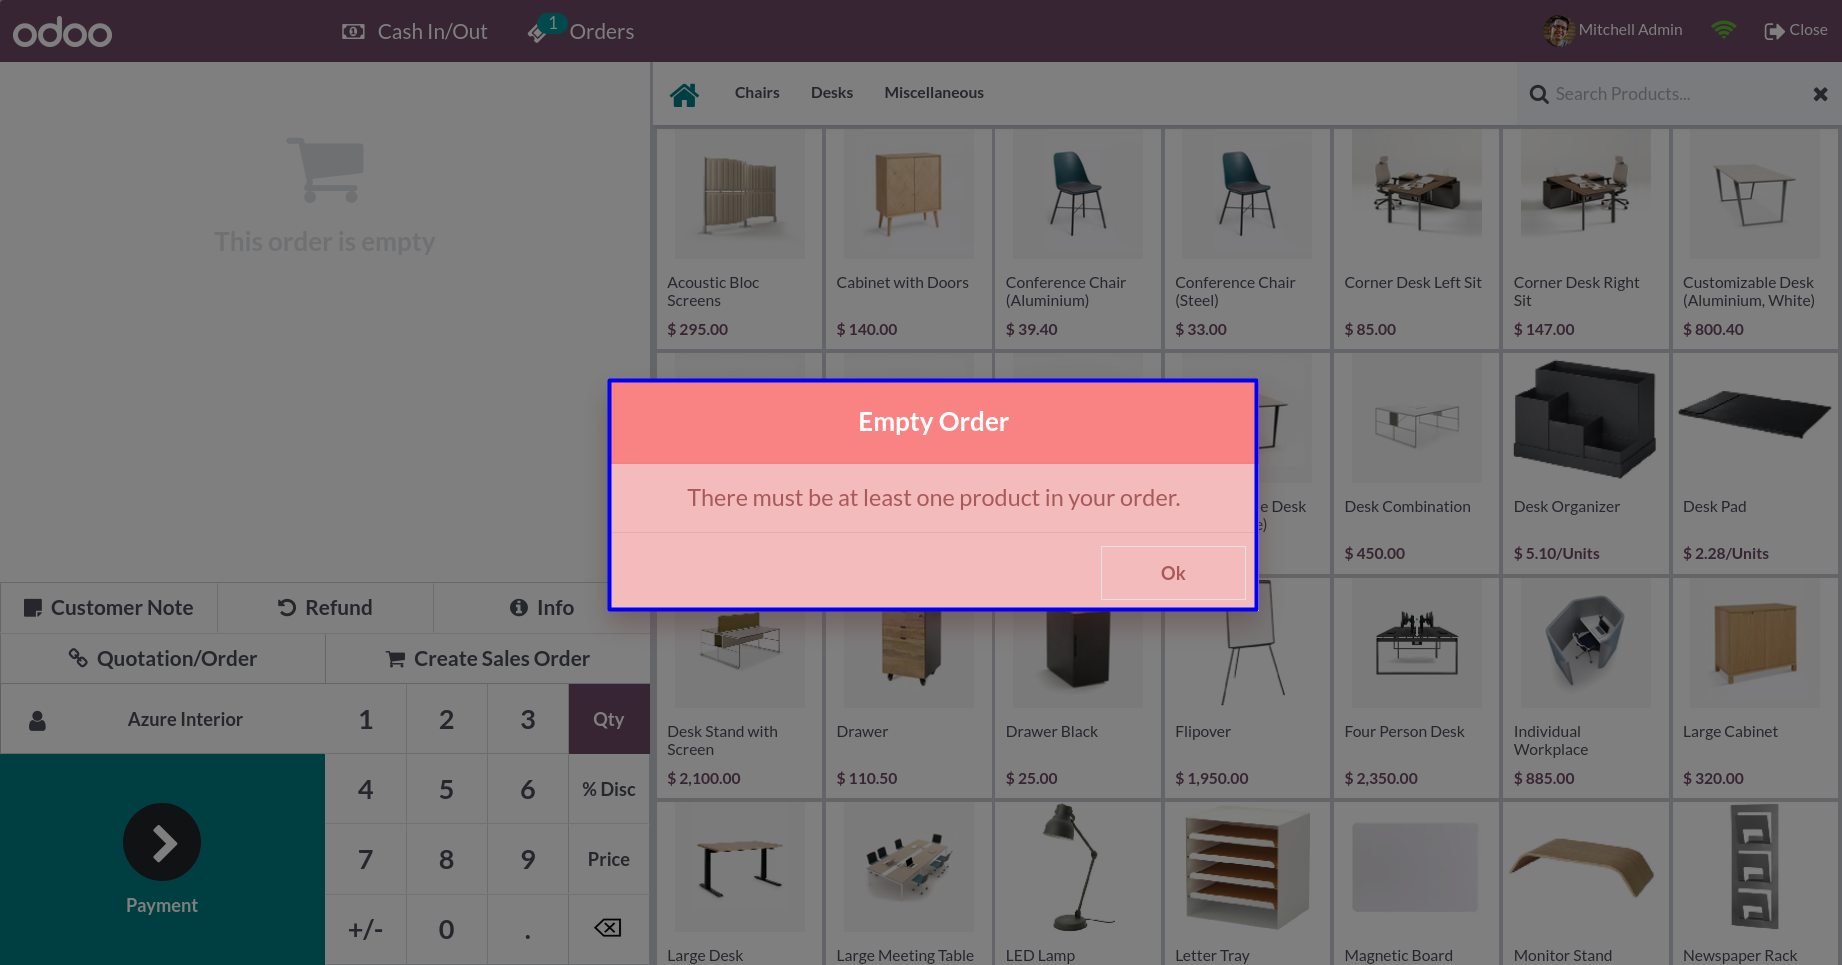 odoo
Cash In/Out
1
Orders
Mitchell Admin
Close
This order is empty
Chairs
Desks
Miscellaneous
Search Products...
Acoustic Bloc
Screens
$ 295.00
Cabinet with Doors
$ 140.00
Conference Chair
(Aluminium)
$ 39.40
Conference Chair
(Steel)
$ 33.00
Corner Desk Left Sit
$ 85.00
Corner Desk Right
Sit
$ 147.00
Customizable Desk
(Aluminium, White)
$ 800.40
Empty Order
There must be at least one product in your order.
Ok
Desk
Desk Combination
$ 450.00
Desk Organizer
$ 5.10/Units
Desk Pad
$ 2.28/Units
Customer Note
Refund
Info
Quotation/Order
Create Sales Order
Azure Interior
1
2
3
Qty
4
5
6
% Disc
7
8
9
Price
+/-
0
.
Payment
Desk Stand with
Screen
$ 2,100.00
Drawer
$ 110.50
Drawer Black
$ 25.00
Flipover
$ 1,950.00
Four Person Desk
$ 2,350.00
Individual
Workplace
$ 885.00
Large Cabinet
$ 320.00
Large Desk
Large Meeting Table
LED Lamp
Letter Tray
Magnetic Board
Monitor Stand
Newspaper Rack